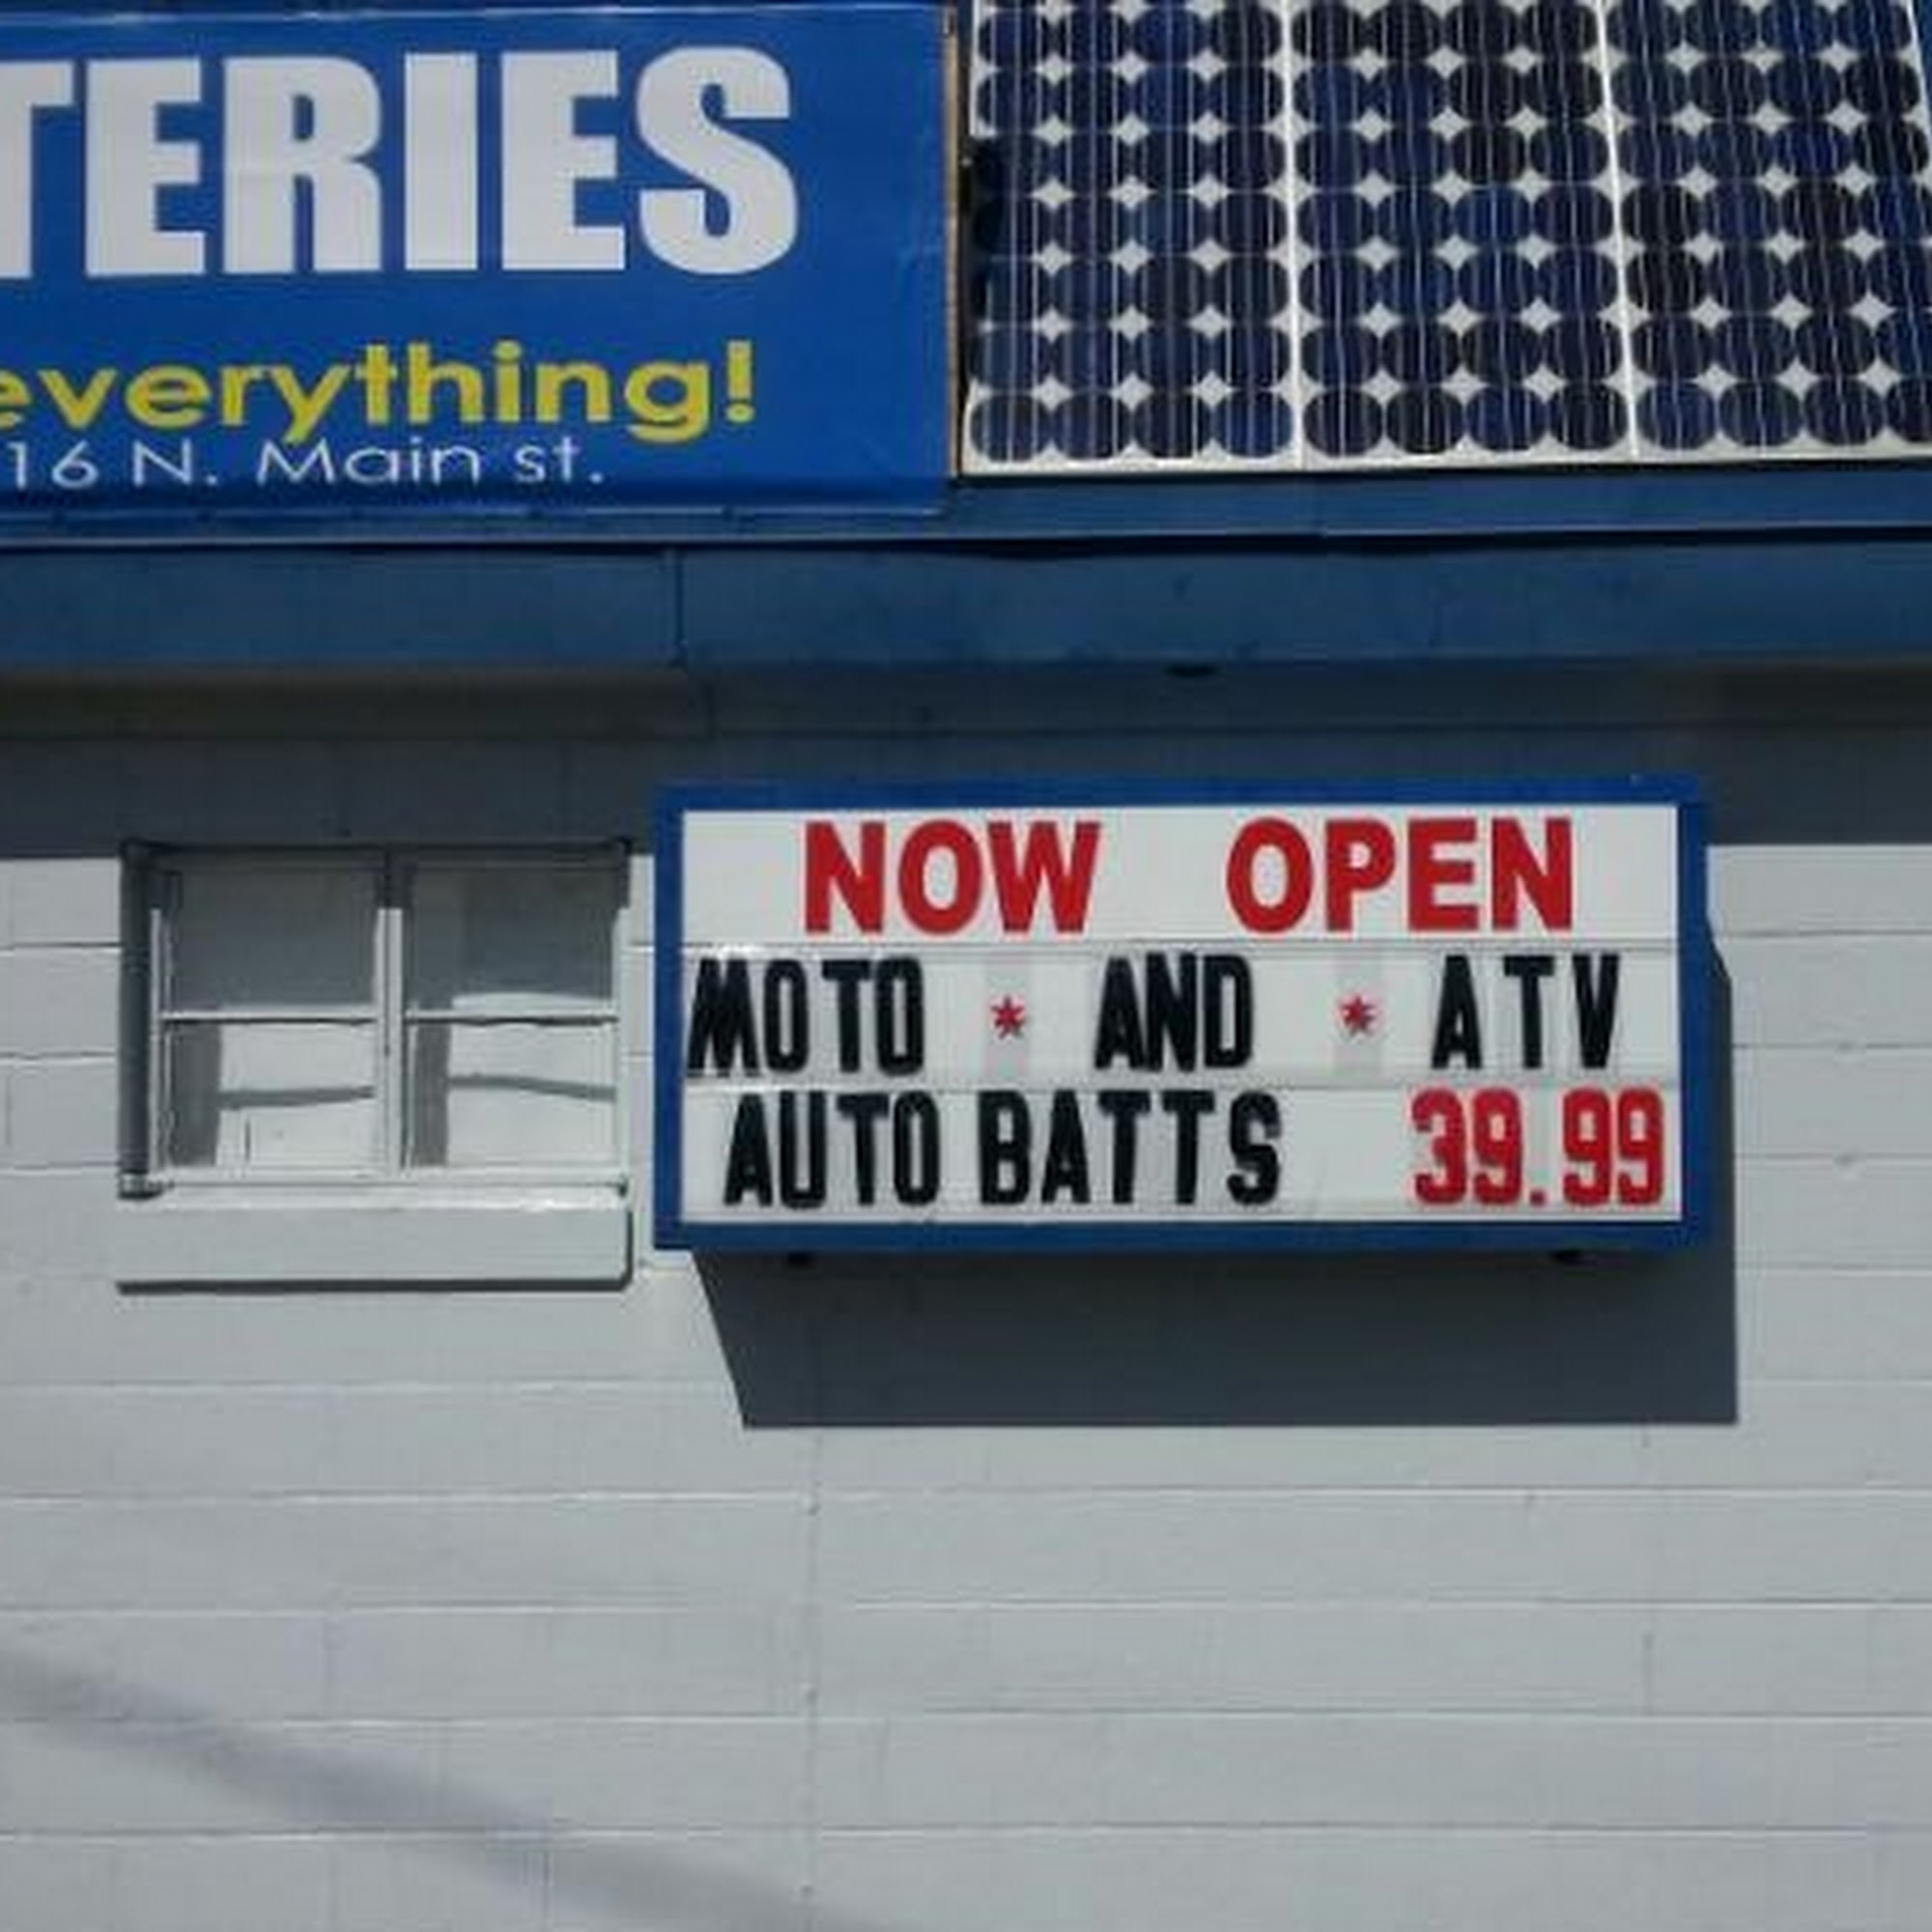 TERIES
everything!
16 N. Main st.
NOW OPEN
MOTO * AND * ATV
AUTO BATTS 39.99